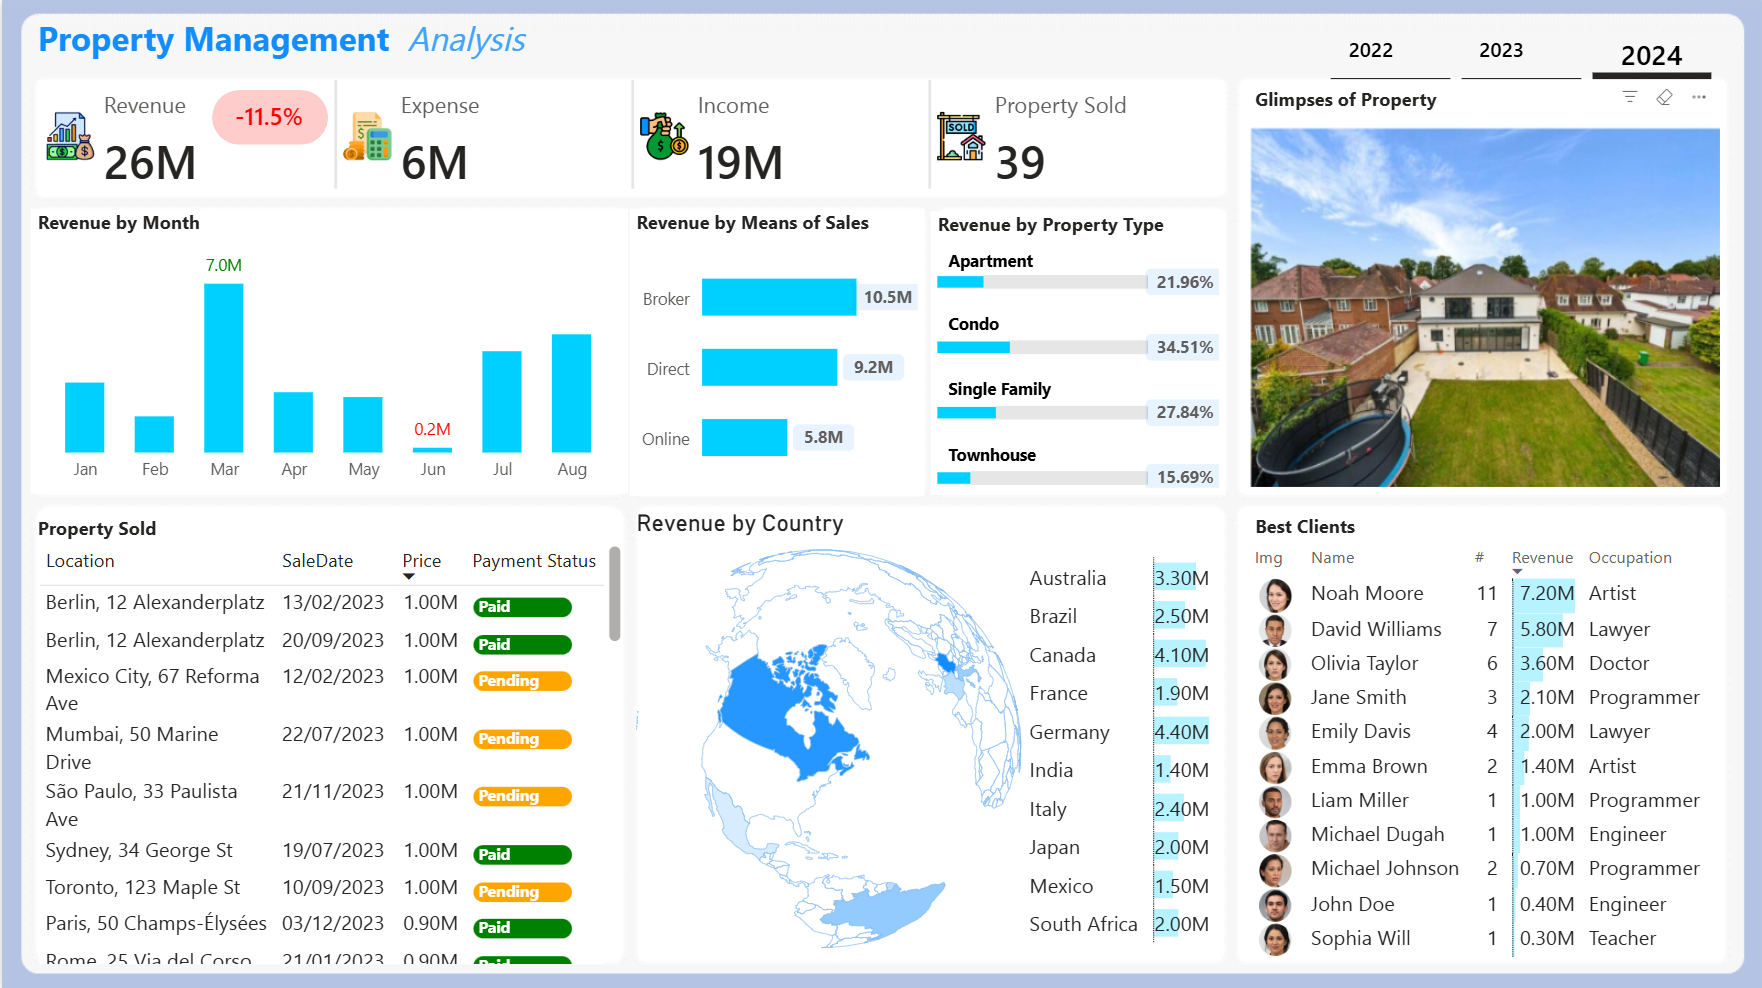 Property Management Analysis
2022
2023
2024
Revenue
-11.5%
26M
Expense
6M
Income
19M
Property Sold
SOLD
39
Glimpses of Property
Revenue by Month
7.0M
0.2M
Jan
Feb
Mar
Apr
May
Jun
Jul
Aug
Revenue by Means of Sales
Broker
10.5M
Direct
9.2M
Online
5.8M
Revenue by Property Type
Apartment
21.96%
Condo
34.51%
Single Family
27.84%
Townhouse
15.69%
Property Sold
Location SaleDate Price Payment Status
Berlin, 12 Alexanderplatz 13/02/2023 1.00M Paid
Berlin, 12 Alexanderplatz 20/09/2023 1.00M Paid
Mexico City, 67 Reforma 12/02/2023 1.00M Pending
Ave
Mumbai, 50 Marine 22/07/2023 1.00M Pending
Drive
São Paulo, 33 Paulista 21/11/2023 1.00M Pending
Ave
Sydney, 34 George St 19/07/2023 1.00M Paid
Toronto, 123 Maple St 10/09/2023 1.00M Pending
Paris, 50 Champs-Élysées 03/12/2023 0.90M Paid
Rome, 25 Via del Corso 21/01/2023 0.90M Paid
Revenue by Country
Australia 3.30M
Brazil 2.50M
Canada 4.10M
France 1.90M
Germany 4.40M
India 1.40M
Italy 2.40M
Japan 2.00M
Mexico 1.50M
South Africa 2.00M
Best Clients
Img Name # Revenue Occupation
Noah Moore 11 7.20M Artist
David Williams 7 5.80M Lawyer
Olivia Taylor 6 3.60M Doctor
Jane Smith 3 2.10M Programmer
Emily Davis 4 2.00M Lawyer
Emma Brown 2 1.40M Artist
Liam Miller 1 1.00M Programmer
Michael Dugah 1 1.00M Engineer
Michael Johnson 2 0.70M Programmer
John Doe 1 0.40M Engineer
Sophia Will 1 0.30M Teacher